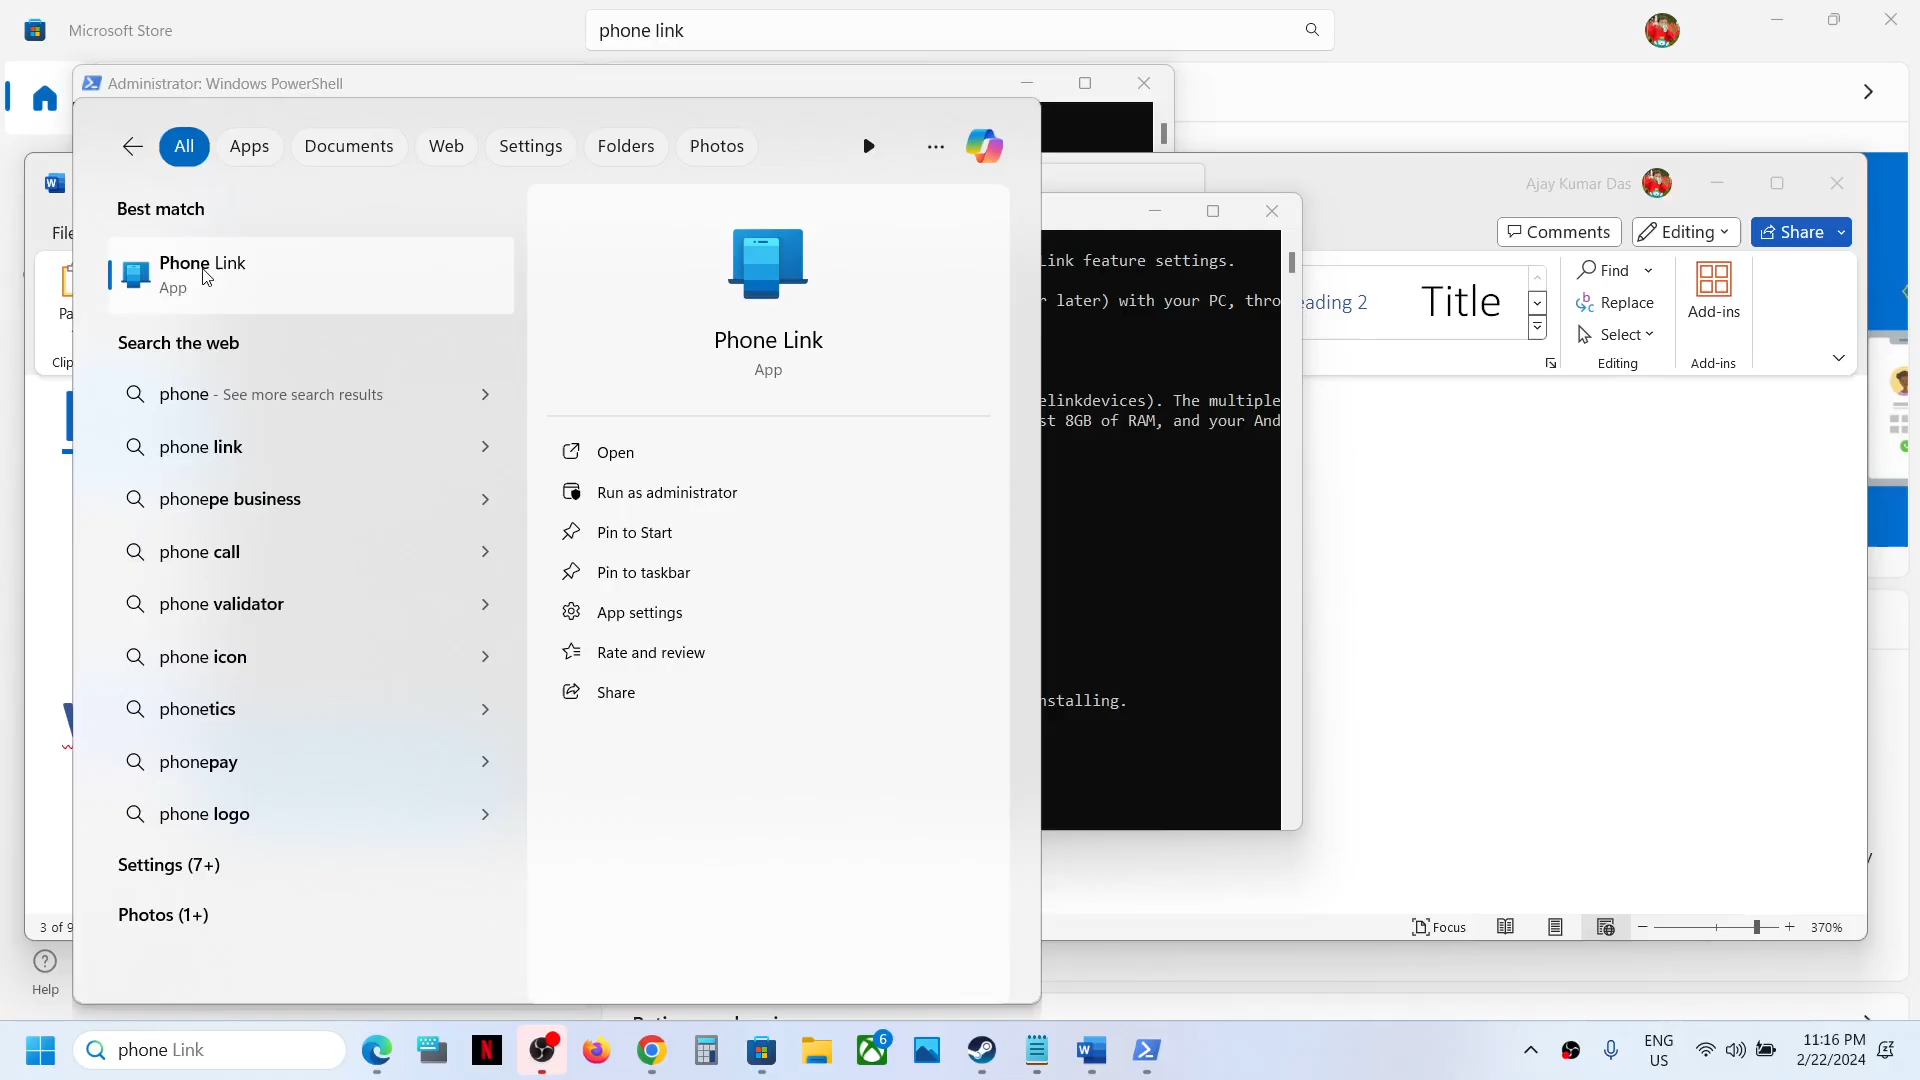 Microsoft Store
phone link
Administrator: Windows PowerShell
All
Apps
Documents
Web
Settings
Folders
Photos
Best match
Phone Link
App
Search the web
phone - See more search results
phone link
phonepe business
phone call
phone validator
phone icon
phonetics
phonepay
phone logo
Settings (7+)
Photos (1+)
Phone Link
App
Open
Run as administrator
Pin to Start
Pin to taskbar
App settings
Rate and review
Share
Link feature settings.
r later) with your PC, thro
elinkdevices). The multiple
st 8GB of RAM, and your And
nstalling.
Ajay Kumar Das
Comments
Editing
Share
eading 2
Title
Find
Replace
Select
Editing
Add-ins
Add-ins
File
Pa
Clip
3 of 9
Focus
370%
Help
phone Link
6
ENG
US
11:16 PM
2/22/2024